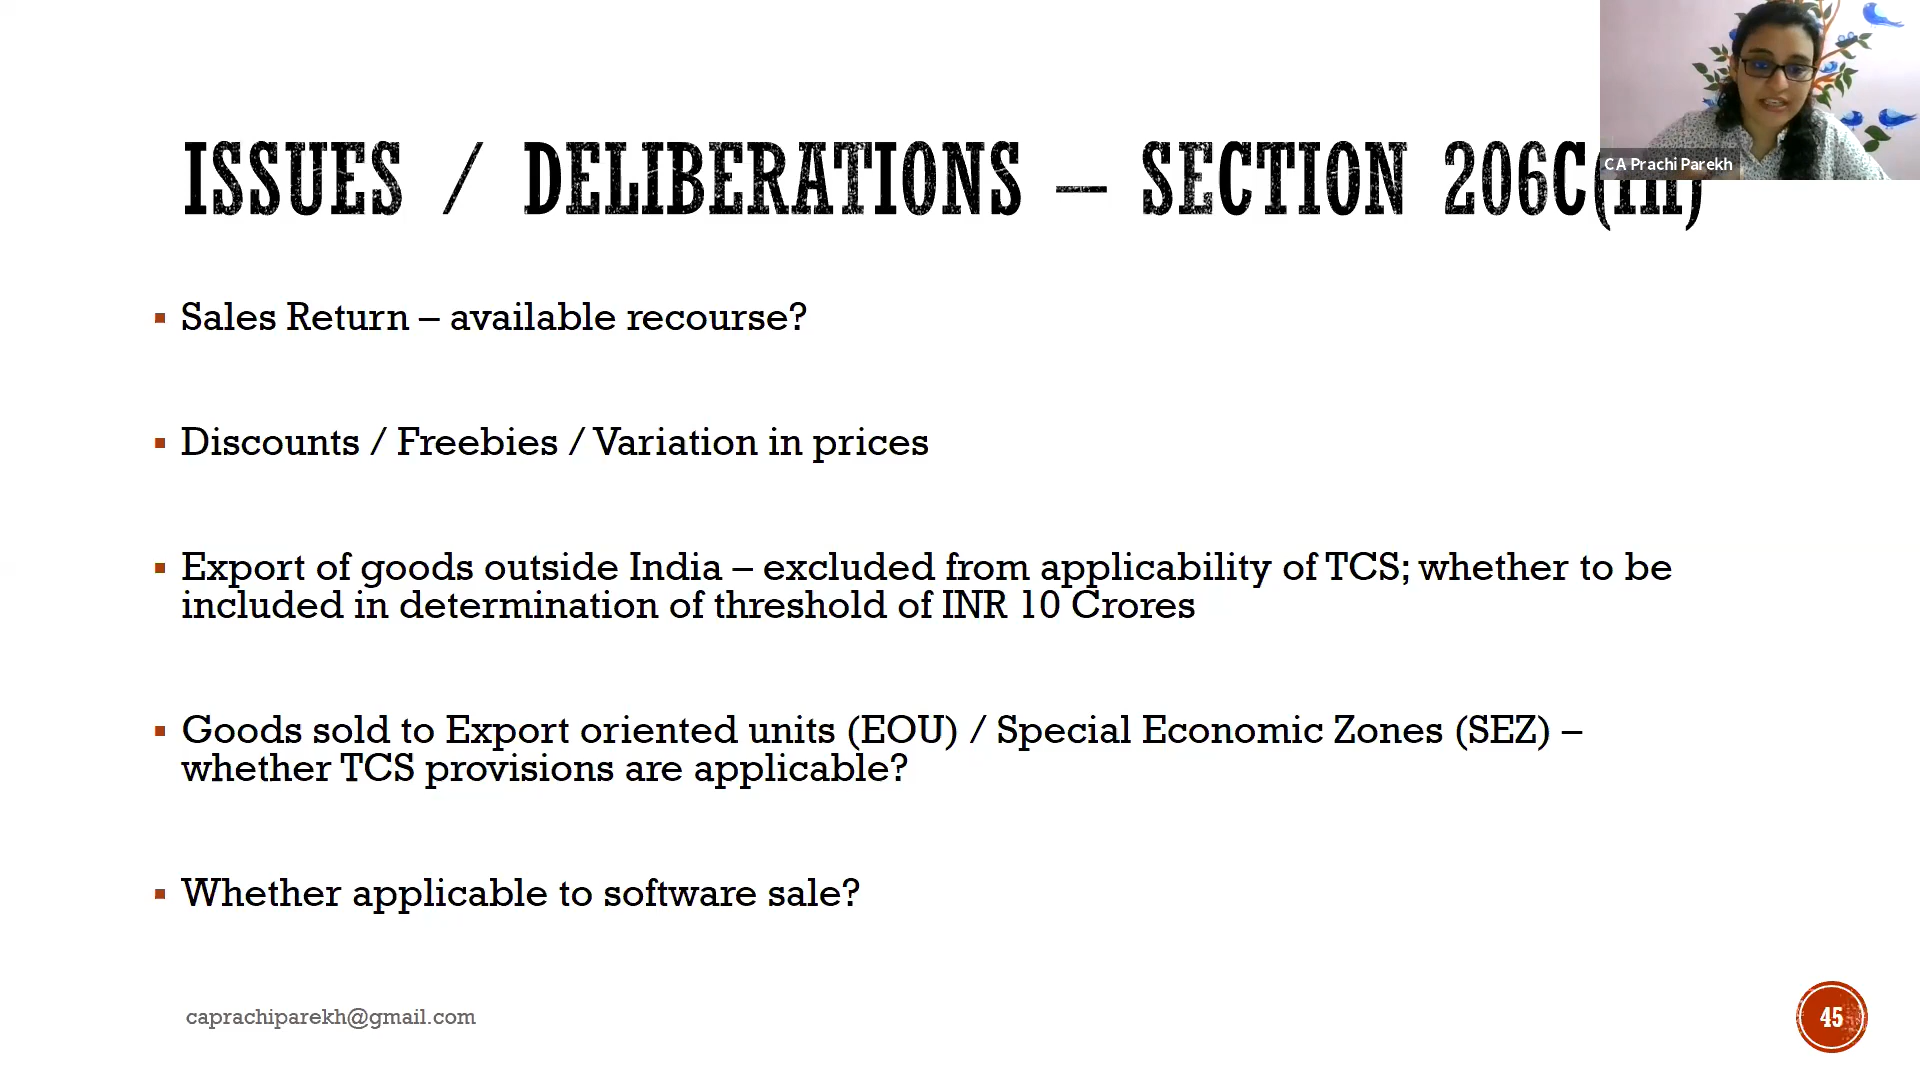 ISSUES / DELIBERATIONS – SECTION 206C(1H)
CA Prachi Parekh
▪ Sales Return – available recourse?
▪ Discounts / Freebies / Variation in prices
▪ Export of goods outside India – excluded from applicability of TCS; whether to be
included in determination of threshold of INR 10 Crores
▪ Goods sold to Export oriented units (EOU) / Special Economic Zones (SEZ) –
whether TCS provisions are applicable?
▪ Whether applicable to software sale?
caprachiparekh@gmail.com
45